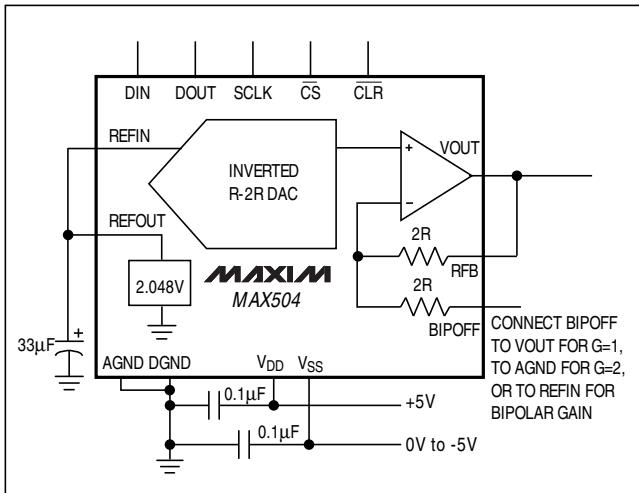 DIN DOUT SCLK CS CLR
REFIN
VOUT
+
INVERTED
R-2R DAC
−
REFOUT
2R
RFB
2.048V
MAXIM
2R
MAX504
BIPOFF
CONNECT BIPOFF
TO VOUT FOR G=1,
TO AGND FOR G=2,
OR TO REFIN FOR
BIPOLAR GAIN
+
33µF
AGND DGND VDD VSS
0.1µF
+5V
0.1µF
0V to -5V